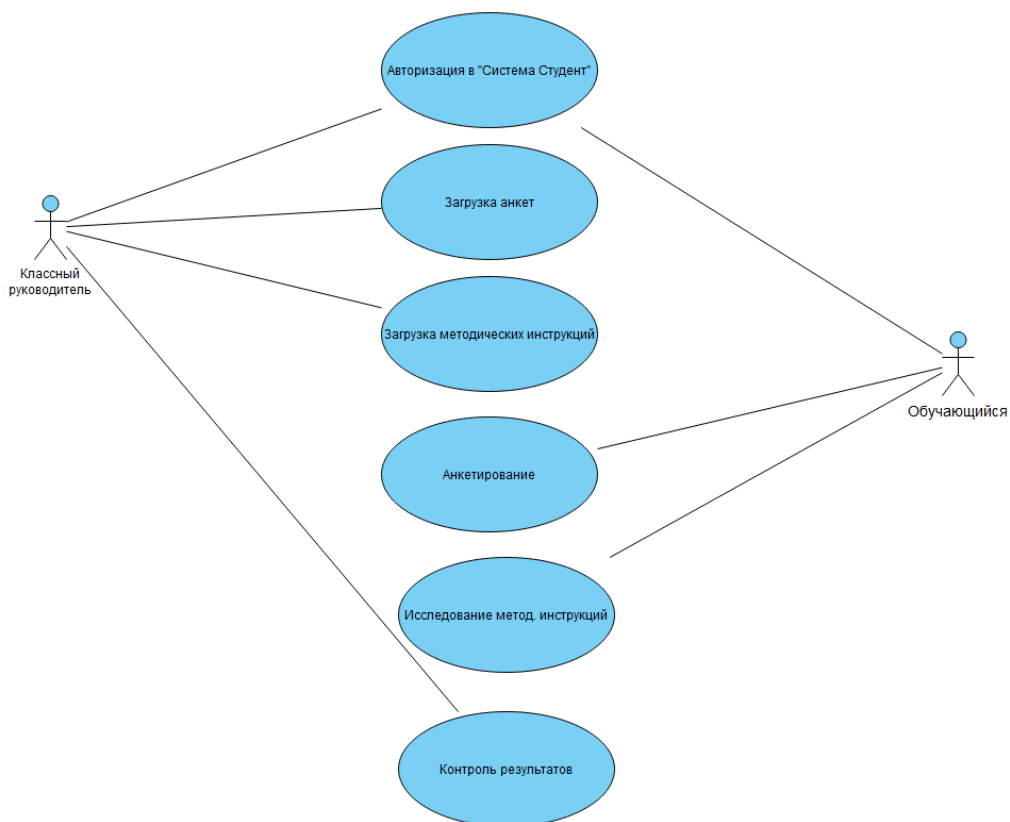 Авторизация в "Система Студент"
Загрузка анкет
Классный
руководитель
Загрузка методических инструкций
Обучающийся
Анкетирование
Исследование метод. инструкций
Контроль результатов